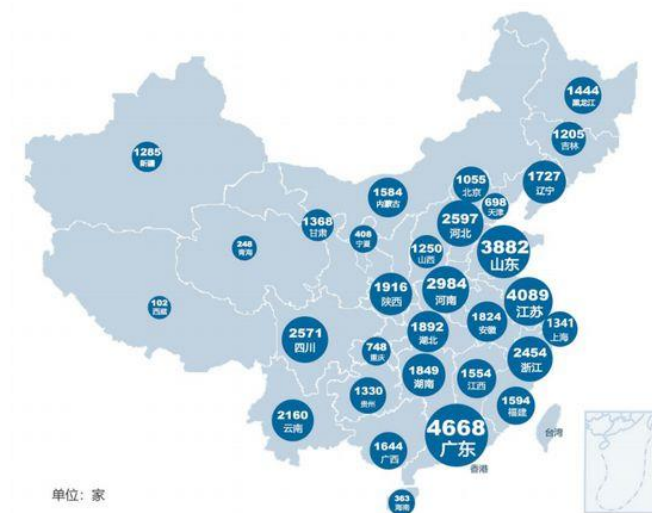 1444
黑龙江
1205
吉林
1285
新疆
1727
辽宁
1055
北京
1584
内蒙古
698
天津
2597
河北
1368
甘肃
408
宁夏
3882
山东
1250
山西
248
青海
2984
河南
1916
陕西
4089
江苏
102
西藏
1824
安徽
1341
上海
1892
湖北
2571
四川
748
重庆
2454
浙江
1849
湖南
1554
江西
1330
贵州
1594
福建
2160
云南
4668
广东
台湾
1644
广西
香港
单位：家
363
海南